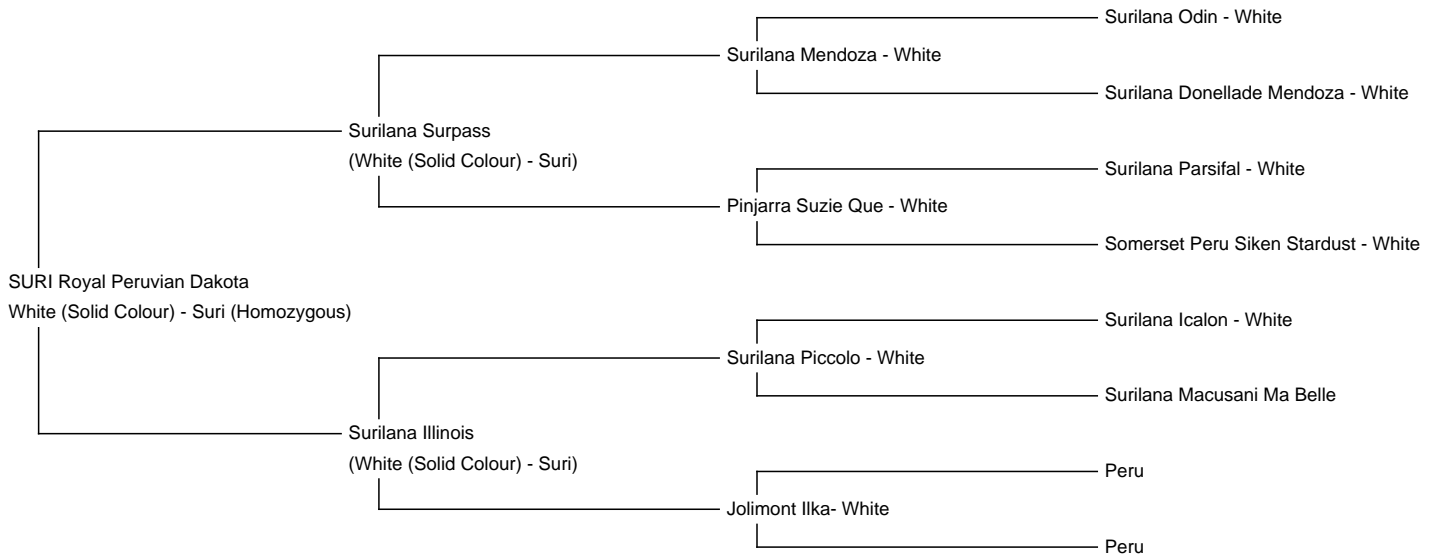 Surilana Odin - White
Surilana Mendoza - White
Surilana Donellade Mendoza - White
Surilana Surpass
(White (Solid Colour) - Suri)
Surilana Parsifal - White
Pinjarra Suzie Que - White
Somerset Peru Siken Stardust - White
SURI Royal Peruvian Dakota
White (Solid Colour) - Suri (Homozygous)
Surilana Icalon - White
Surilana Piccolo - White
Surilana Macusani Ma Belle
Surilana Illinois
(White (Solid Colour) - Suri)
Peru
Jolimont Ilka- White
Peru